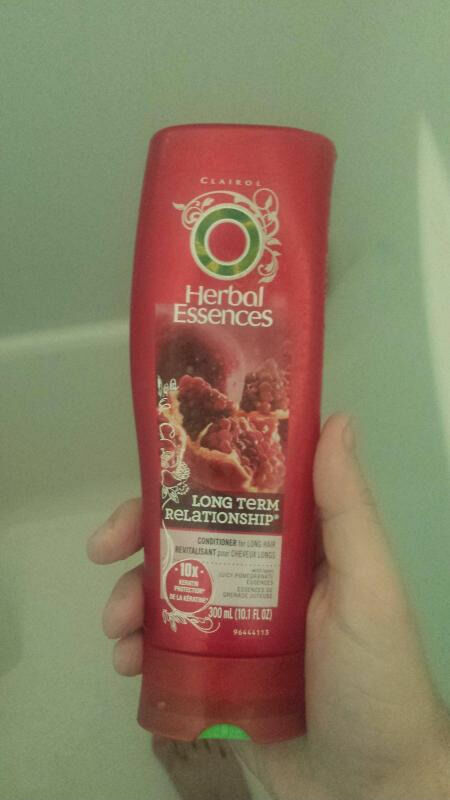 CLAIROL
Herbal
Essences
LONG TERM
RELATIONSHIP*
CONDITIONER for LONG HAIR
REVITALISANT pour CHEVEUX LONGS
10x
KERATIN
PROTECTION*
DE LA KÉRATINE*
JUICY POMEGRANATE
ESSENCES
ESSENCES DE
GRENADE JUTEUSE
300 mL (10.1 FL OZ)
96444113